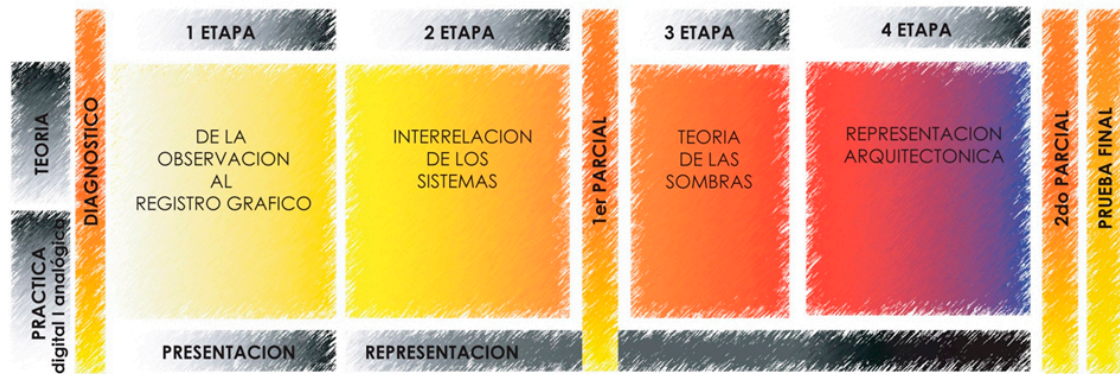 1 ETAPA
2 ETAPA
3 ETAPA
4 ETAPA
TEORIA
PRACTICA
digital I analógico
DIAGNOSTICO
DE LA
OBSERVACION
AL
REGISTRO GRAFICO
INTERRELACION
DE LOS
SISTEMAS
1er PARCIAL
TEORIA
DE LAS
SOMBRAS
REPRESENTACION
ARQUITECTONICA
2do PARCIAL
PRUEBA FINAL
PRESENTACION
REPRESENTACION